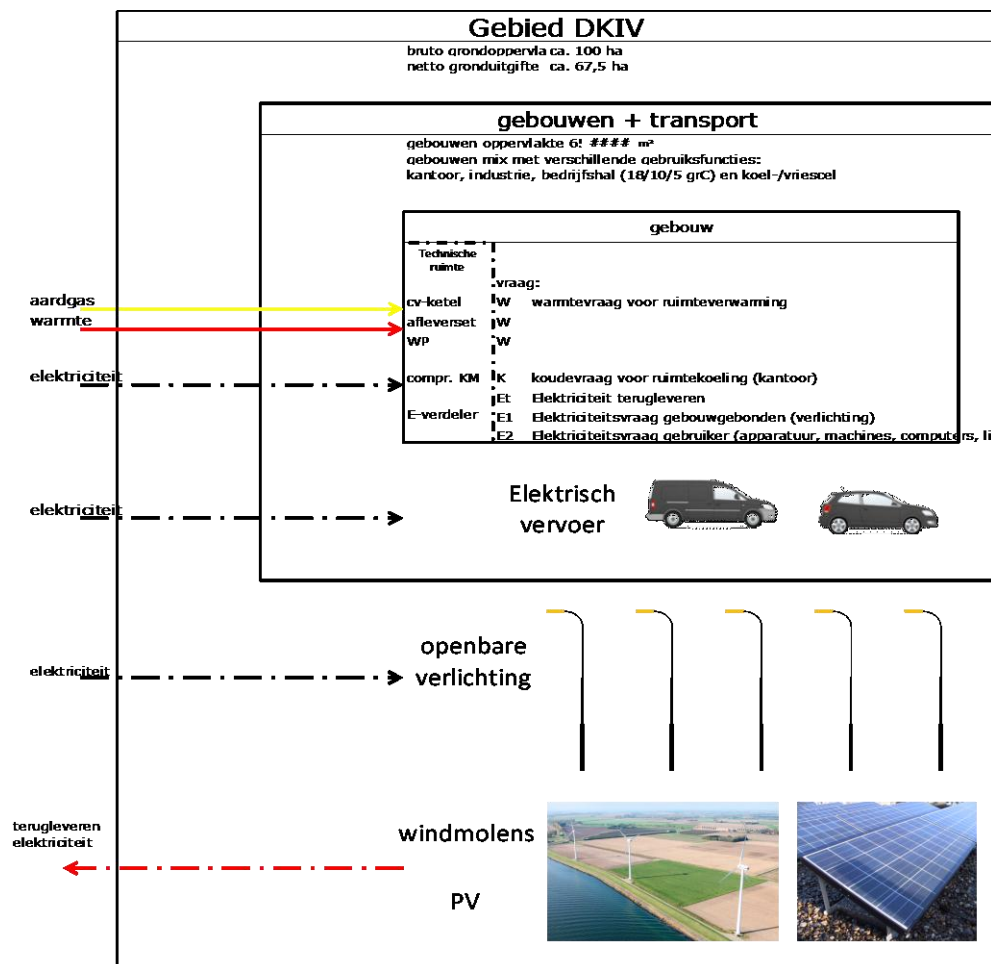 Gebied DKIV
bruto grondoppervla ca. 100 ha
netto gronduitgifte ca. 67,5 ha
gebouwen + transport
gebouwen oppervlakte 6! #### m²
gebouwen mix met verschillende gebruiksfuncties:
kantoor, industrie, bedrijfshal (18/10/5 grC) en koel-/vriescel
gebouw
Technische
ruimte
vraag:
aardgas
cv-ketel W warmtevraag voor ruimteverwarming
warmte
afleverset W
WP W
elektriciteit
compr. KM K koudevraag voor ruimtekoeling (kantoor)
Et Elektriciteit terugleveren
E-verdeler E1 Elektriciteitsvraag gebouwgebonden (verlichting)
E2 Elektriciteitsvraag gebruiker (apparatuur, machines, computers, li
elektriciteit
Elektrisch
vervoer
elektriciteit
openbare
verlichting
terugleveren
elektriciteit
windmolens
PV